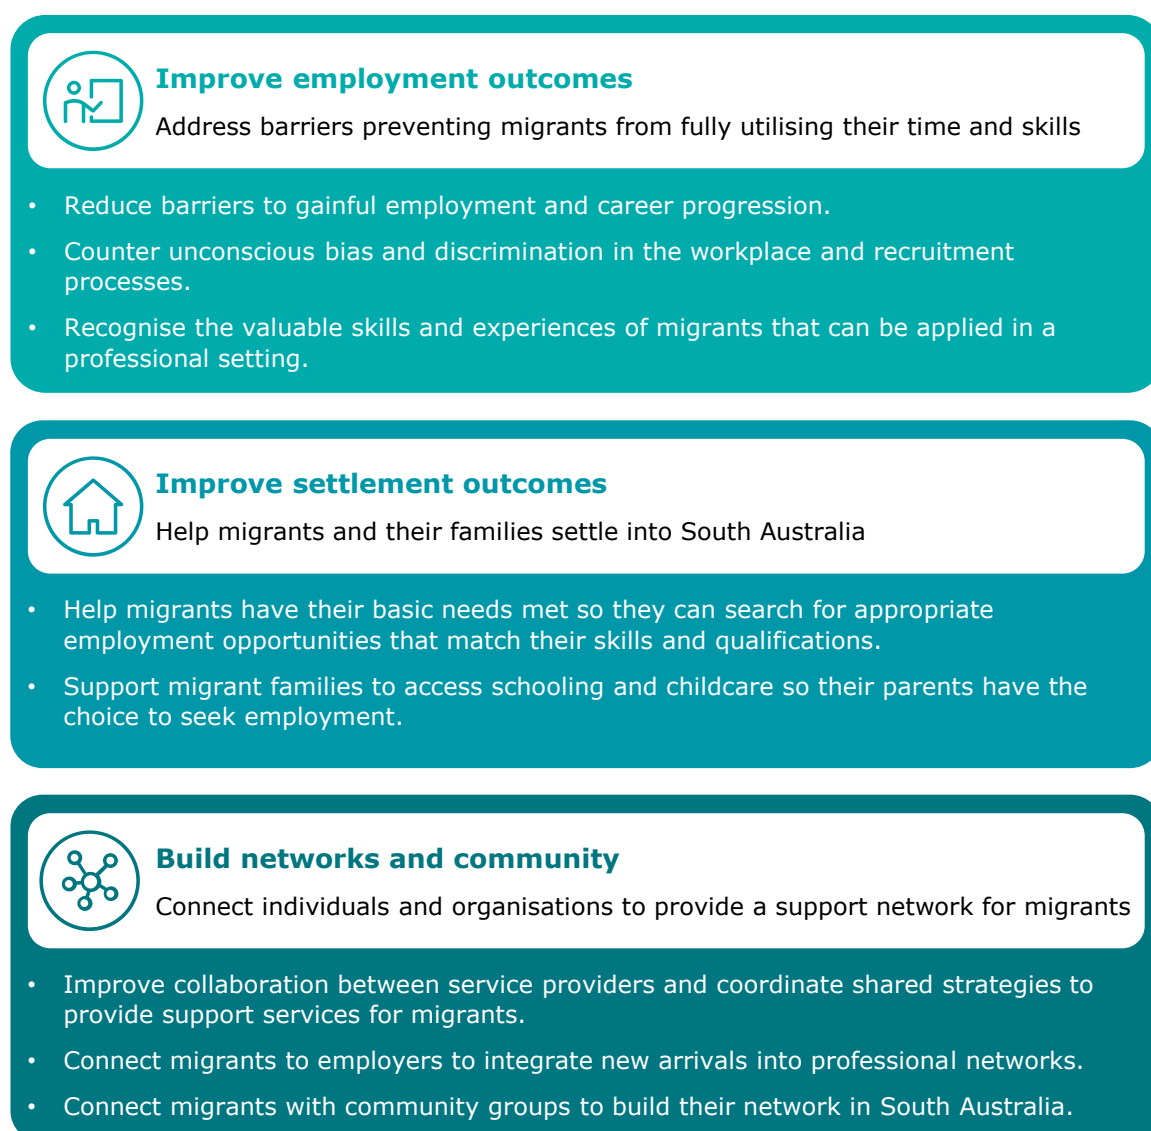 Improve employment outcomes
Address barriers preventing migrants from fully utilising their time and skills
• Reduce barriers to gainful employment and career progression.
• Counter unconscious bias and discrimination in the workplace and recruitment
processes.
• Recognise the valuable skills and experiences of migrants that can be applied in a
professional setting.
Improve settlement outcomes
Help migrants and their families settle into South Australia
• Help migrants have their basic needs met so they can search for appropriate
employment opportunities that match their skills and qualifications.
• Support migrant families to access schooling and childcare so their parents have the
choice to seek employment.
Build networks and community
Connect individuals and organisations to provide a support network for migrants
• Improve collaboration between service providers and coordinate shared strategies to
provide support services for migrants.
• Connect migrants to employers to integrate new arrivals into professional networks.
• Connect migrants with community groups to build their network in South Australia.